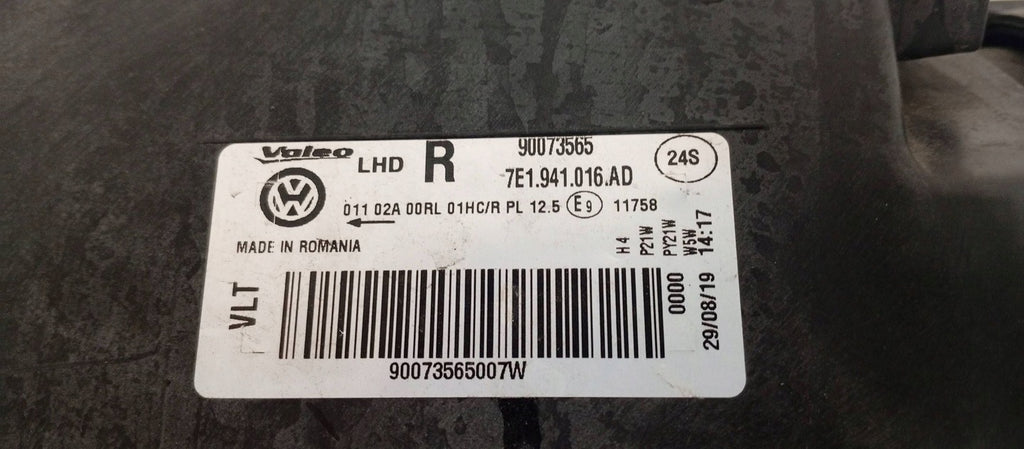 Valeo
LHD R
90073565
7E1.941.016.AD
24S
VW
011 02A 00RL 01HC/R PL 12.5 E9 11758
MADE IN ROMANIA
H4
P21W
PY21W
W5W
VLT
0000
29/08/19 14:17
90073565007W